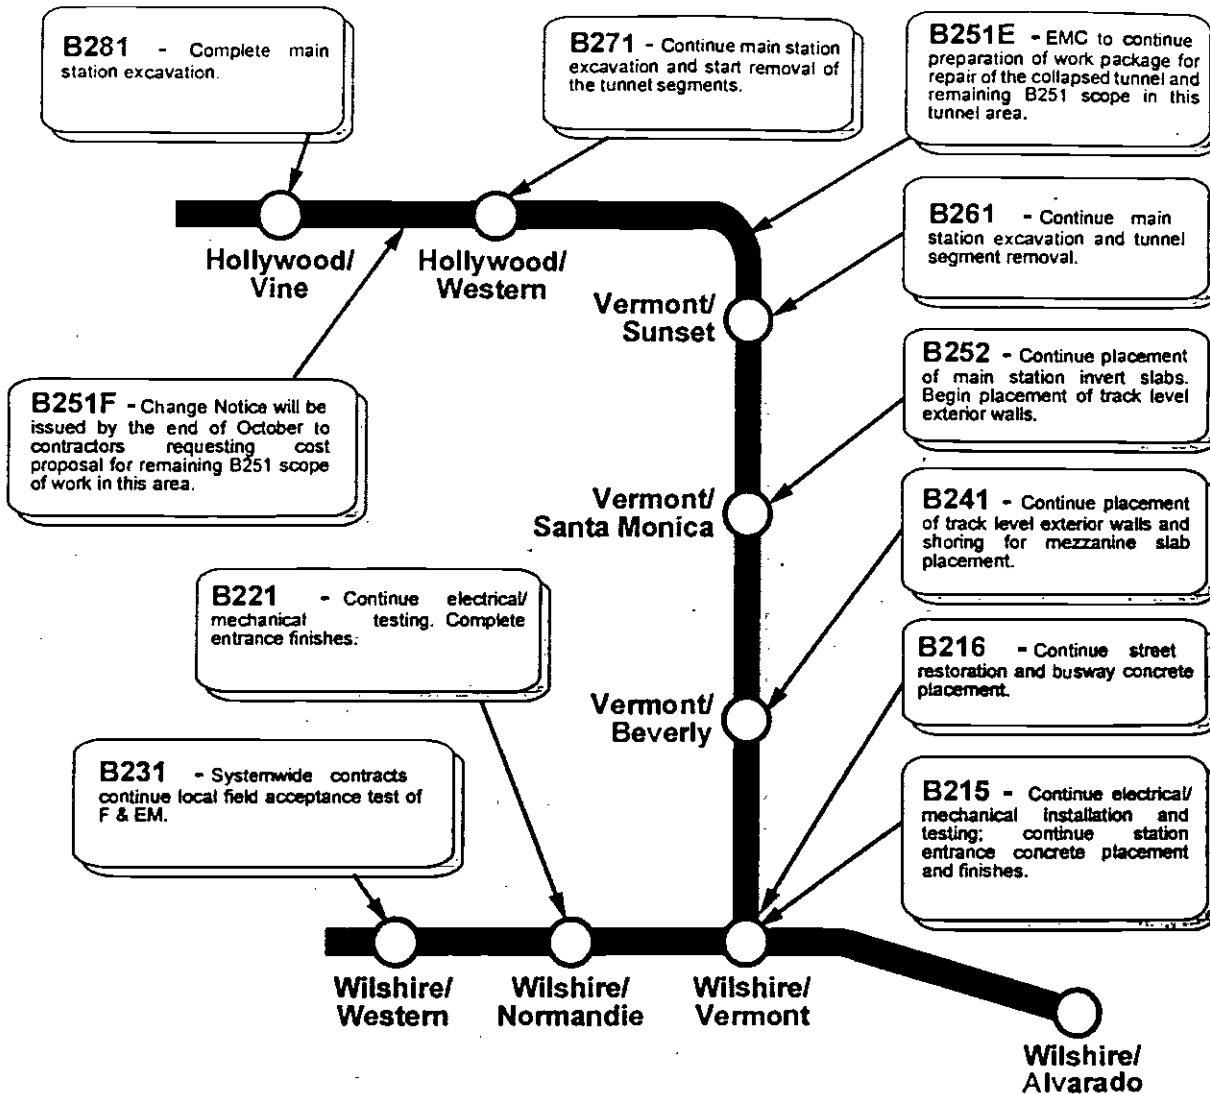 B281 - Complete main
station excavation.
B271 - Continue main station
excavation and start removal of
the tunnel segments.
B251E - EMC to continue
preparation of work package for
repair of the collapsed tunnel and
remaining B251 scope in this
tunnel area.
Hollywood/
Vine
Hollywood/
Western
B261 - Continue main
station excavation and tunnel
segment removal.
Vermont/
Sunset
B252 - Continue placement
of main station invert slabs.
Begin placement of track level
exterior walls.
B251F - Change Notice will be
issued by the end of October to
contractors requesting cost
proposal for remaining B251 scope
of work in this area.
Vermont/
Santa Monica
B241 - Continue placement
of track level exterior walls and
shoring for mezzanine slab
placement.
B221 - Continue electrical/
mechanical testing. Complete
entrance finishes.
B216 - Continue street
restoration and busway concrete
placement.
Vermont/
Beverly
B231 - Systemwide contracts
continue local field acceptance test of
F & EM.
B215 - Continue electrical/
mechanical installation and
testing; continue station
entrance concrete placement
and finishes.
Wilshire/
Western
Wilshire/
Normandie
Wilshire/
Vermont
Wilshire/
Alvarado